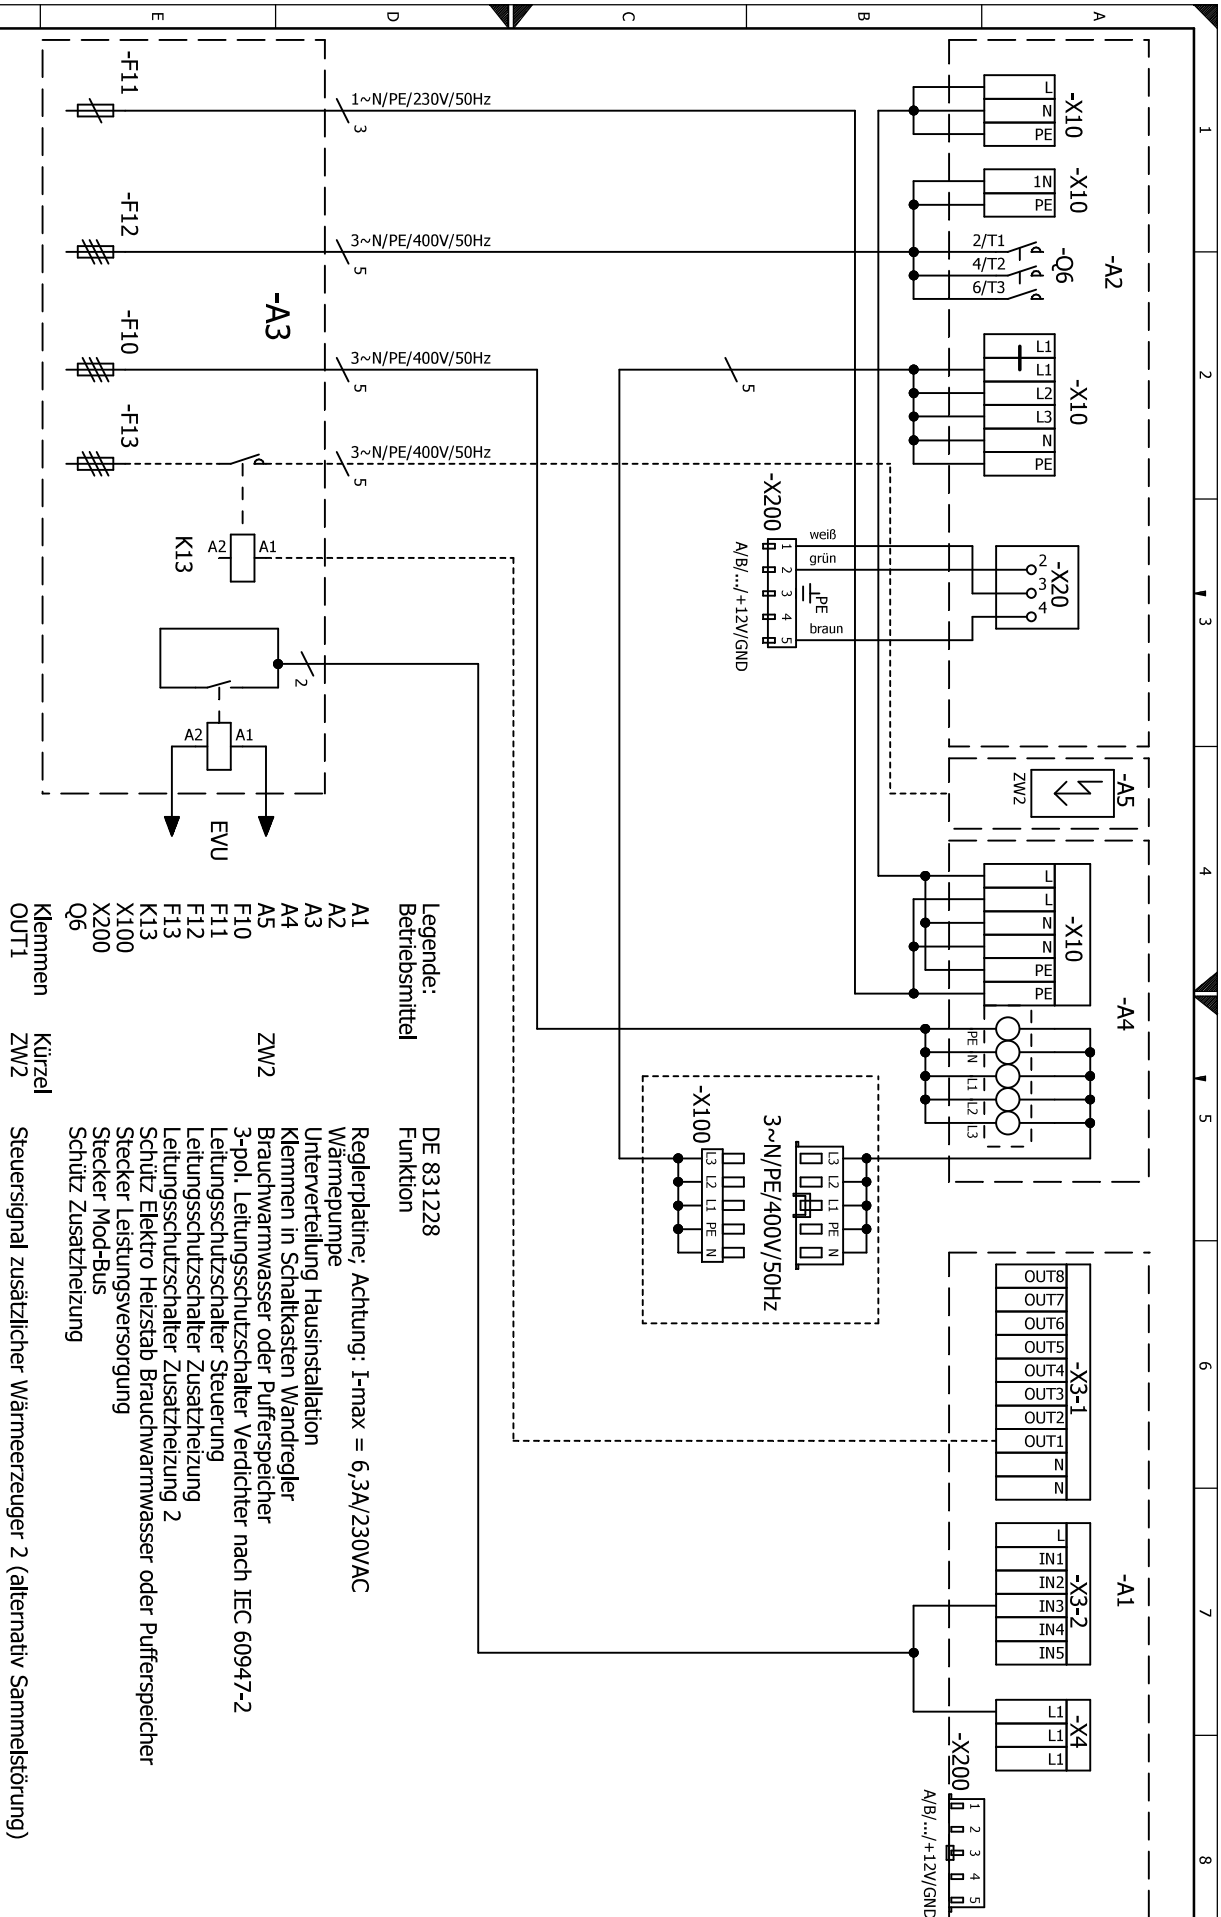 E
D
C
B
A
1
2
3
4
5
6
7
8
-A2
-X10
L
N
PE
-X10
1N
PE
-Q6
2/T1
4/T2
6/T3
-X10
L1
L1
L2
L3
N
PE
-X20
2
3
4
-X200
1
2
3
4
5
A/B/.../+12V/GND
weiß
grün
PE
braun
-A5
ZW2
-A4
-X10
L
L
N
N
PE
PE
PE
N
L1
L2
L3
3~N/PE/400V/50Hz
L3
L2
L1
PE
N
-X100
L3
L2
L1
PE
N
-A1
-X3-1
OUT8
OUT7
OUT6
OUT5
OUT4
OUT3
OUT2
OUT1
N
N
-X3-2
L
IN1
IN2
IN3
IN4
IN5
-X4
L1
L1
L1
-X200
1
2
3
4
5
A/B/.../+12V/GND
-A3
-F11
1~N/PE/230V/50Hz
3
-F12
3~N/PE/400V/50Hz
5
-F10
3~N/PE/400V/50Hz
5
5
-F13
3~N/PE/400V/50Hz
5
K13
A2
A1
2
A2
A1
EVU
Legende: DE 831228
Betriebsmittel Funktion
A1 Reglerplatine; Achtung: I-max = 6,3A/230VAC
A2 Wärmepumpe
A3 Unterverteilung Hausinstallation
A4 Klemmen in Schaltkasten Wandregler
A5 ZW2 Brauchwarmwasser oder Pufferspeicher
F10 3-pol. Leitungsschutzschalter Verdichter nach IEC 60947-2
F11 Leitungsschutzschalter Steuerung
F12 Leitungsschutzschalter Zusatzheizung
F13 Leitungsschutzschalter Zusatzheizung 2
K13 Schütz Elektro Heizstab Brauchwarmwasser oder Pufferspeicher
X100 Stecker Leistungsversorgung
X200 Stecker Mod-Bus
Q6 Schütz Zusatzheizung
Klemmen Kürzel
OUT1 ZW2 Steuersignal zusätzlicher Wärmeerzeuger 2 (alternativ Sammelstörung)